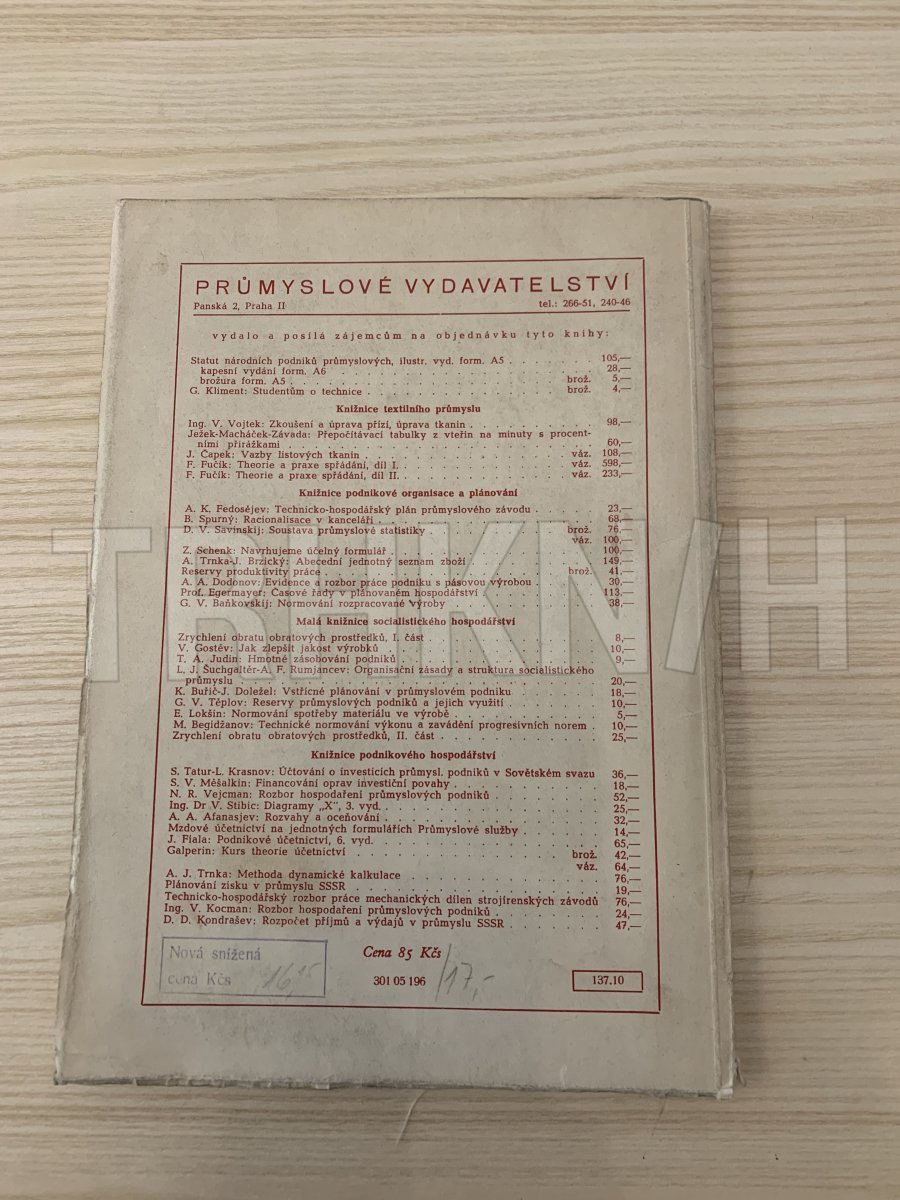 PRŮMYSLOVÉ VYDAVATELSTVÍ
Panská 2, Praha II tel.: 266-51, 240-46
vydalo a posílá zájemcům na objednávku tyto knihy:
Statut národních podniků průmyslových, ilustr. vyd. form. A5 . . . . . . . 105,—
kapesní vydání form. A6 . . . . . . . 28,—
brožura form. A5 . . . . . . . brož. 5,—
G. Kliment: Studentům o technice . . . . . . . brož. 4,—
Knižnice textilního průmyslu
Ing. V. Vojtek: Zkoušení a úprava přízí, úprava tkanin . . . . . . . 98,—
Ježek-Macháček-Závada: Přepočítávací tabulky z vteřin na minuty s procent-
ními přirážkami . . . . . . . 60,—
J. Čapek: Vazby listových tkanin . . . . . . . váz. 108,—
F. Fučík: Theorie a praxe spřádání, díl I. . . . . . . . váz. 598,—
F. Fučík: Theorie a praxe spřádání, díl II. . . . . . . . váz. 233,—
Knižnice podnikové organisace a plánování
A. K. Fedosějev: Technicko-hospodářský plán průmyslového závodu . . . . . . . 23,—
B. Spurný: Racionalisace v kanceláři . . . . . . . 68,—
D. V. Savinskij: Soustava průmyslové statistiky . . . . . . . brož. 76,—
váz. 100,—
Z. Schenk: Navrhujeme účelný formulář . . . . . . . 100,—
A. Trnka-J. Brzický: Abecední jednotný seznam zboží . . . . . . . 149,—
Reservy produktivity práce . . . . . . . brož. 41,—
A. A. Dodonov: Evidence a rozbor práce podniku s pásovou výrobou . . . . . . . 30,—
Prof. Egermayer: Časové řady v plánovaném hospodářství . . . . . . . 113.—
G. V. Baňkovskij: Normování rozpracované výroby . . . . . . . 38,—
Malá knižnice socialistického hospodářství
Zrychlení obratu obratových prostředků, I. část . . . . . . . 8,—
V. Gostěv: Jak zlepšit jakost výrobků . . . . . . . 10,—
T. A. Judin: Hmotné zásobování podniků . . . . . . . 9,—
L. J. Šuchgaltěr-A. F. Rumjancev: Organisační zásady a struktura socialistického
průmyslu . . . . . . . 20,—
K. Buřič-J. Doležel: Vstřícné plánování v průmyslovém podniku . . . . . . . 18,—
G. V. Těplov: Reservy průmyslových podniků a jejich využití . . . . . . . 10,—
E. Lokšin: Normování spotřeby materiálu ve výrobě . . . . . . . 5,—
M. Begidžanov: Technické normování výkonu a zavádění progresivních norem . 10,—
Zrychlení obratu obratových prostředků, II. část . . . . . . . 25,—
Knižnice podnikového hospodářství
S. Tatur-L. Krasnov: Účtování o investicích průmysl. podniků v Sovětském svazu 36,—
S. V. Měšalkin: Financování oprav investiční povahy . . . . . . . 18,—
N. R. Vejcman: Rozbor hospodaření průmyslových podniků . . . . . . . 52,—
Ing. Dr V. Stibic: Diagramy „X", 3. vyd. . . . . . . . 25,—
A. A. Afanasjev: Rozvahy a oceňování . . . . . . . 32,—
Mzdové účetnictví na jednotných formulářích Průmyslové služby . . . . . . . 14,—
J. Fiala: Podnikové účetnictví, 6. vyd. . . . . . . . 65,—
Galperin: Kurs theorie účetnictví brož. 42,—
váz. 64,—
A. J. Trnka: Methoda dynamické kalkulace . . . . . . . 76,—
Plánování zisku v průmyslu SSSR . . . . . . . 19,—
Technicko-hospodářský rozbor práce mechanických dílen strojírenských závodů 76,—
Ing. V. Kocman: Rozbor hospodaření průmyslových podniků . . . . . . . 24,—
D. D. Kondrašev: Rozpočet příjmů a výdajů v průmyslu SSSR . . . . . . . 47,—
Nová snížená
cena Kčs 16,15
Cena 85 Kčs
301 05 196 /17,-
137.10
TRHKNIH